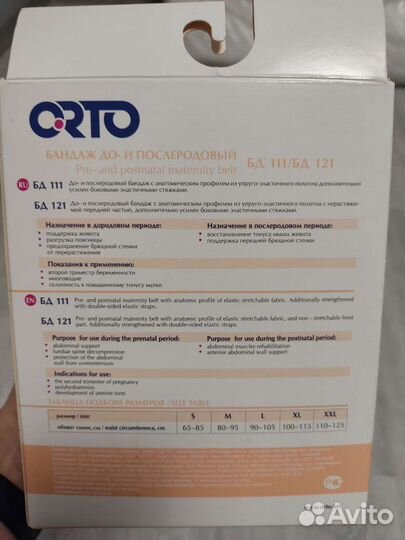 ORTO
БАНДАЖ ДО- И ПОСЛЕРОДОВЫЙ БД 111/БД 121
Pre- and postnatal maternity belt
RU БД 111 До- и послеродовый бандаж с анатомическим профилем из упруго-эластичного полотна дополнительно
усилен боковыми эластичными стяжками.
БД 121 До- и послеродовый бандаж с анатомическим профилем из упруго-эластичного полотна с нерастяжи-
мой передней частью, дополнительно усилен боковыми эластичными стяжками.
Назначение в дородовом периоде:
• поддержка живота
• разгрузка поясницы
• предохранение брюшной стенки
от перерастяжения
Назначение в послеродовом периоде:
• восстановление тонуса мышц живота
• поддержка передней брюшной стенки
Показания к применению:
• второй триместр беременности
• многоводие
• склонность к повышенному тонусу матки
EN БД 111 Pre- and postnatal maternity belt with anatomic profile of elastic stretchable fabric. Additionally strengthened
with double-sided elastic straps.
БД 121 Pre- and postnatal maternity belt with anatomic profile of elastic stretchable fabric, and non - stretchable front
part. Additionally strengthened with double-sided elastic straps.
Purpose for use during the prenatal period:
• abdominal support
• lumbar spine decompression
• protection of the abdominal
wall from overextension
Purpose for use during the postnatal period:
• abdominal muscles rehabilitation
• anterior abdominal wall support
Indications for use:
• the second trimester of pregnancy
• polyhydramnios
• development of uterine tone
ТАБЛИЦА ПОДБОРА РАЗМЕРОВ / SIZE TABLE
размер / size S M L XL XXL
обхват талии, см / waist circumference, cm 65–85 80–95 90–105 100–115 110–125
Avito